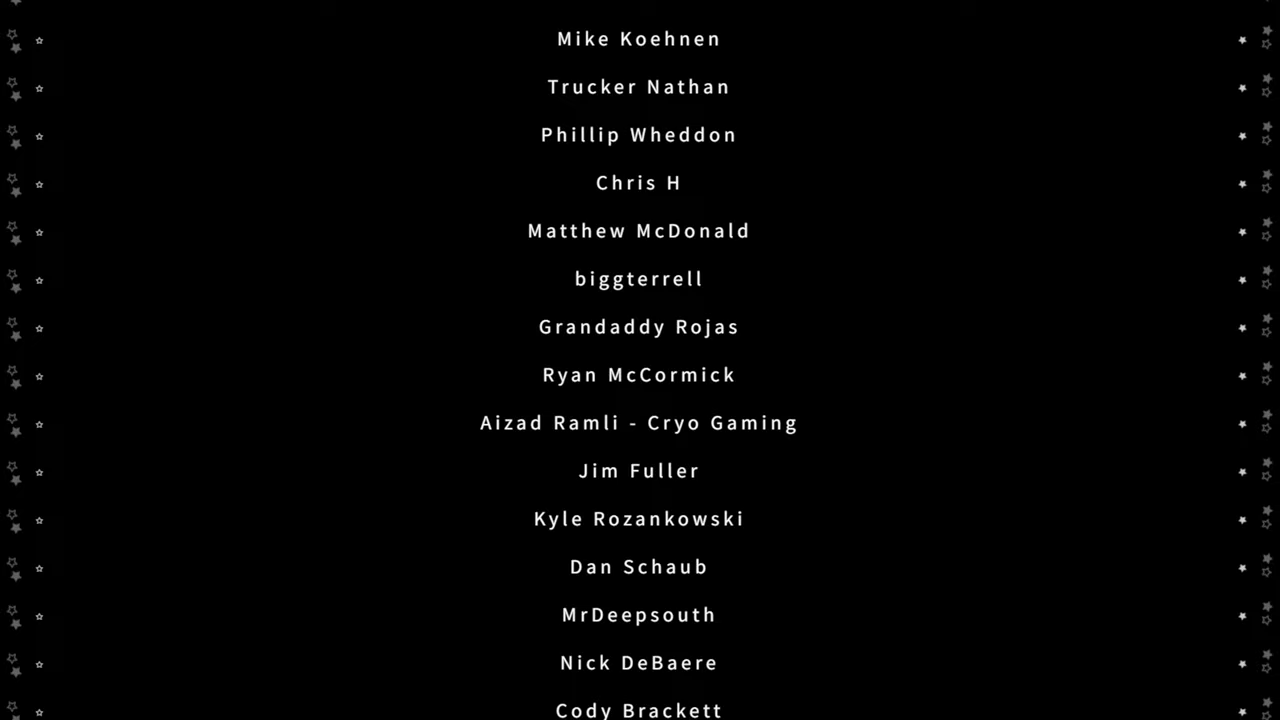 Mike Koehnen
Trucker Nathan
Phillip Wheddon
Chris H
Matthew McDonald
biggterrell
Grandaddy Rojas
Ryan McCormick
Aizad Ramli - Cryo Gaming
Jim Fuller
Kyle Rozankowski
Dan Schaub
MrDeepsouth
Nick DeBaere
Cody Brackett